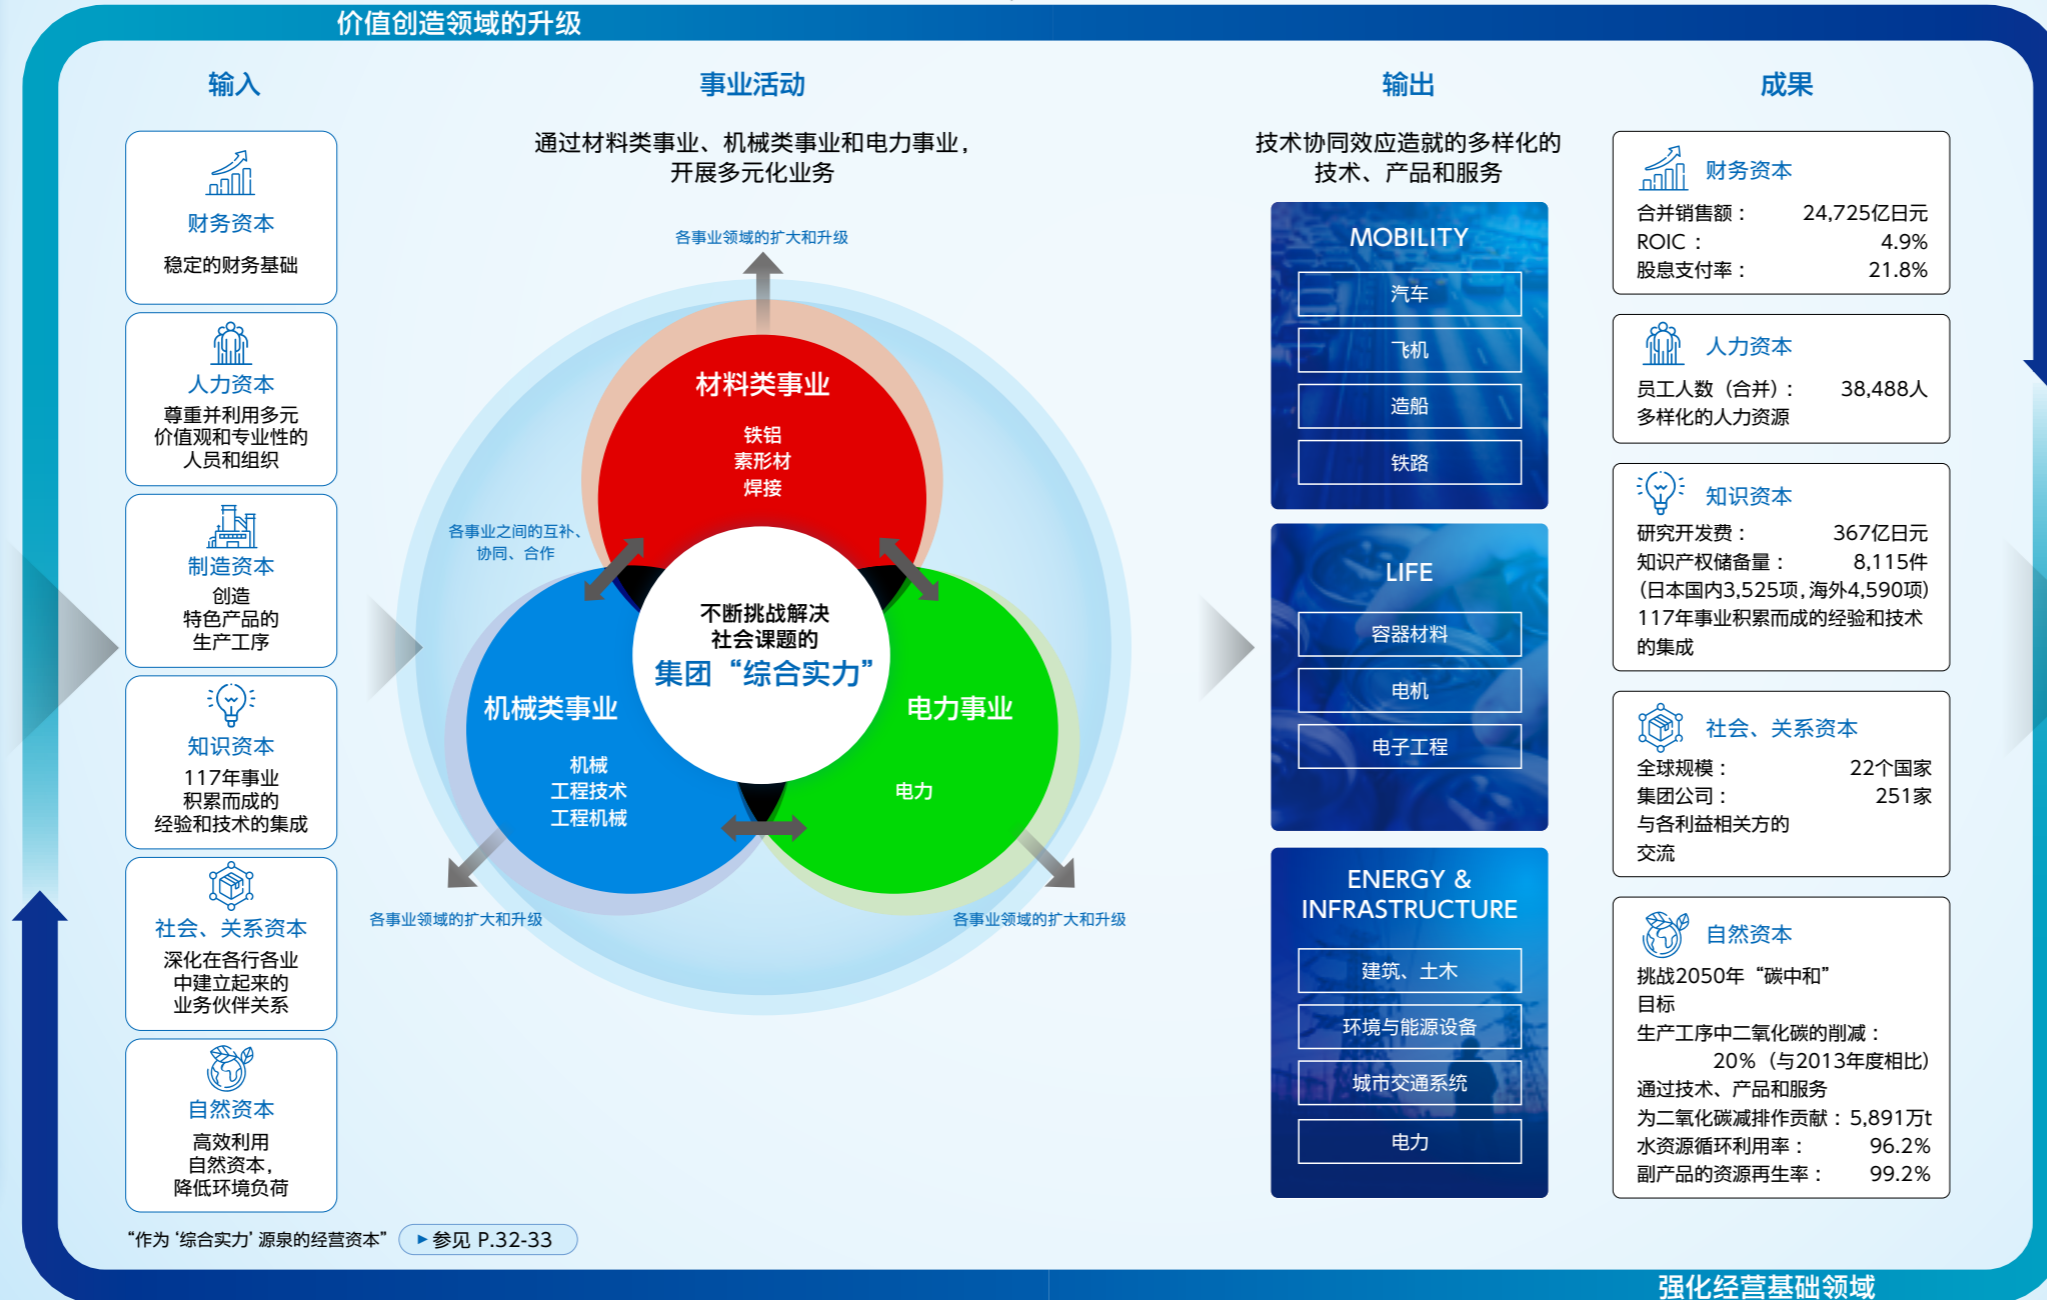 价值创造领域的升级
输入
财务资本
稳定的财务基础
人力资本
尊重并利用多元
价值观和专业性的
人员和组织
制造资本
创造
特色产品的
生产工序
知识资本
117年事业
积累而成的
经验和技术的集成
社会、关系资本
深化在各行各业
中建立起来的
业务伙伴关系
自然资本
高效利用
自然资本，
降低环境负荷
“作为‘综合实力’源泉的经营资本”
参见 P.32-33
事业活动
通过材料类事业、机械类事业和电力事业，
开展多元化业务
各事业领域的扩大和升级
材料类事业
铁铝
素形材
焊接
各事业之间的互补、
协同、合作
不断挑战解决
社会课题的
集团“综合实力”
机械类事业
机械
工程技术
工程机械
电力事业
电力
各事业领域的扩大和升级
各事业领域的扩大和升级
输出
技术协同效应造就的多样化的
技术、产品和服务
MOBILITY
汽车
飞机
造船
铁路
LIFE
容器材料
电机
电子工程
ENERGY &
INFRASTRUCTURE
建筑、土木
环境与能源设备
城市交通系统
电力
成果
财务资本
合并销售额： 24,725亿日元
ROIC： 4.9%
股息支付率： 21.8%
人力资本
员工人数（合并）： 38,488人
多样化的人力资源
知识资本
研究开发费： 367亿日元
知识产权储备量： 8,115件
(日本国内3,525项，海外4,590项)
117年事业积累而成的经验和技术
的集成
社会、关系资本
全球规模： 22个国家
集团公司： 251家
与各利益相关方的
交流
自然资本
挑战2050年“碳中和”
目标
生产工序中二氧化碳的削减：
20%（与2013年度相比）
通过技术、产品和服务
为二氧化碳减排作贡献：5,891万t
水资源循环利用率： 96.2%
副产品的资源再生率： 99.2%
强化经营基础领域